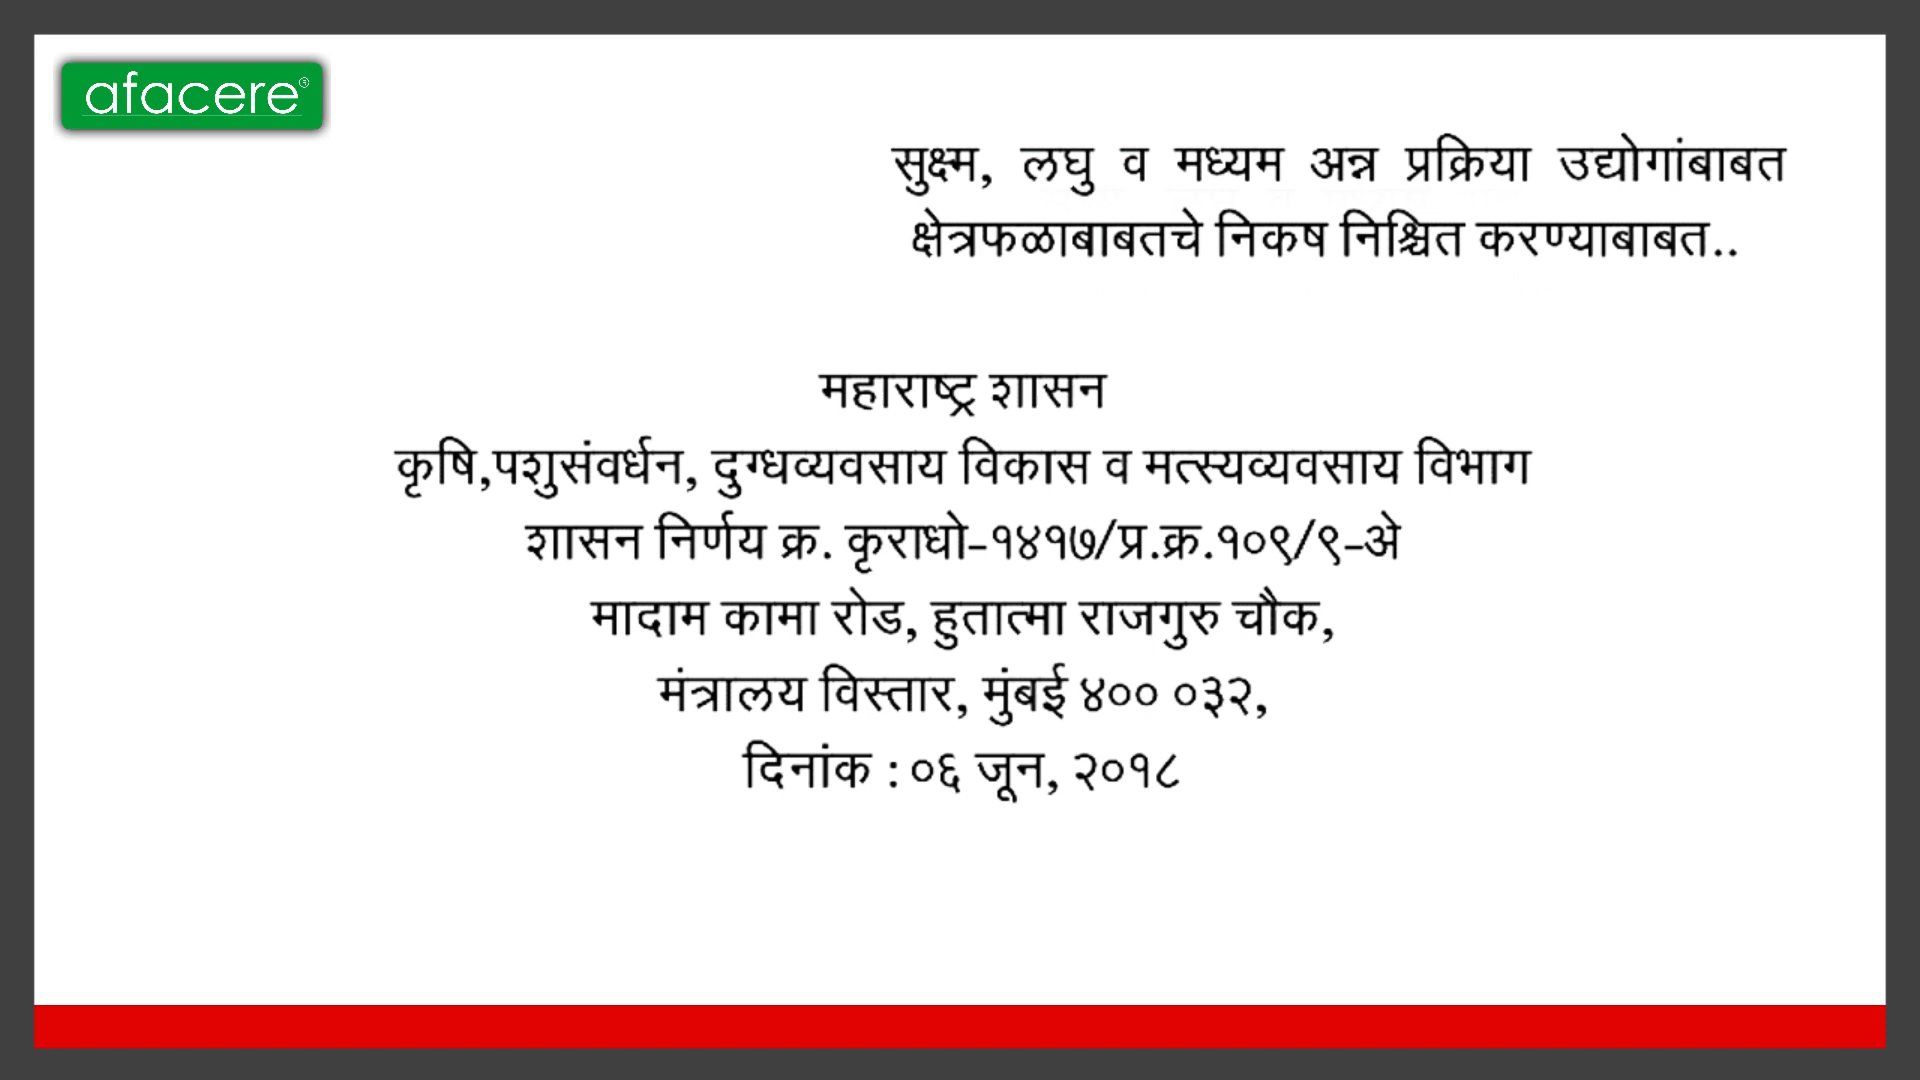 afacere®
सुक्ष्म, लघु व मध्यम अन्न प्रक्रिया उद्योगांबाबत
क्षेत्रफळाबाबतचे निकष निश्चित करण्याबाबत..
महाराष्ट्र शासन
कृषि,पशुसंवर्धन, दुग्धव्यवसाय विकास व मत्स्यव्यवसाय विभाग
शासन निर्णय क्र. कृराधो-१४१७/प्र.क्र.१०९/९-अे
मादाम कामा रोड, हुतात्मा राजगुरु चौक,
मंत्रालय विस्तार, मुंबई ४०० ०३२,
दिनांक : ०६ जून, २०१८